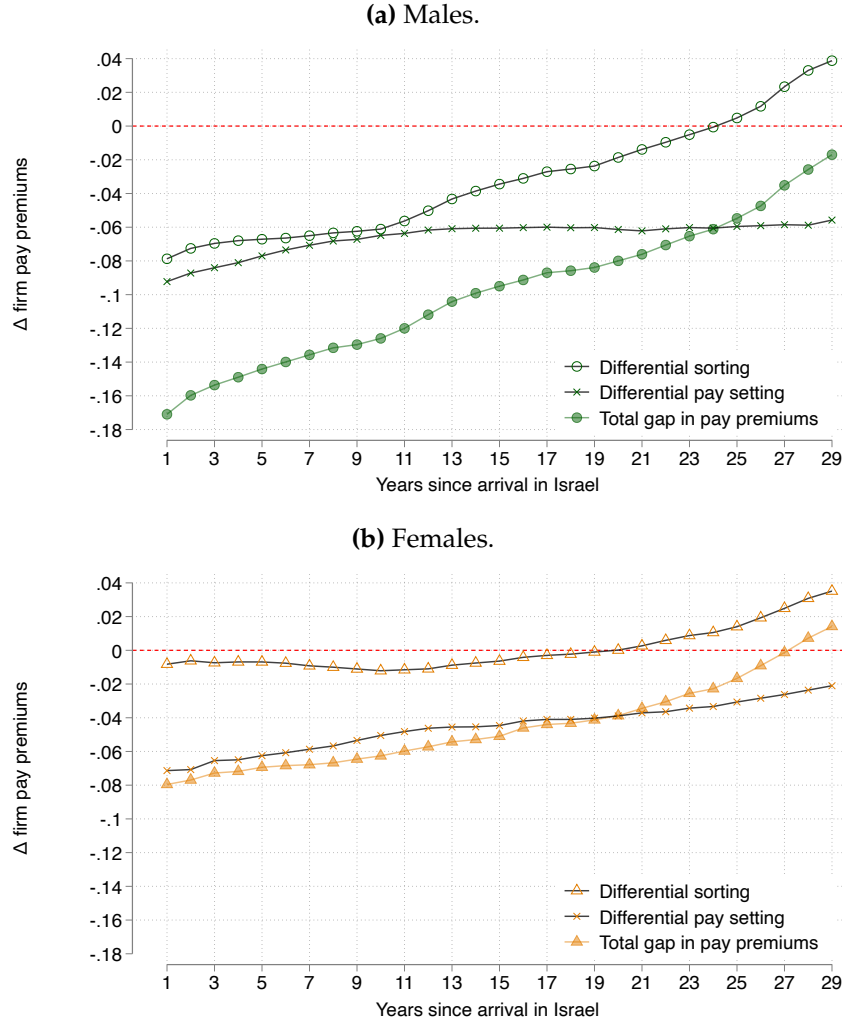 (a) Males.
.04
.02
0
-.02
-.04
-.06
-.08
-.1
-.12
-.14
-.16
-.18
Δ firm pay premiums
Differential sorting
Differential pay setting
Total gap in pay premiums
1 3 5 7 9 11 13 15 17 19 21 23 25 27 29
Years since arrival in Israel
(b) Females.
.04
.02
0
-.02
-.04
-.06
-.08
-.1
-.12
-.14
-.16
-.18
Δ firm pay premiums
Differential sorting
Differential pay setting
Total gap in pay premiums
1 3 5 7 9 11 13 15 17 19 21 23 25 27 29
Years since arrival in Israel